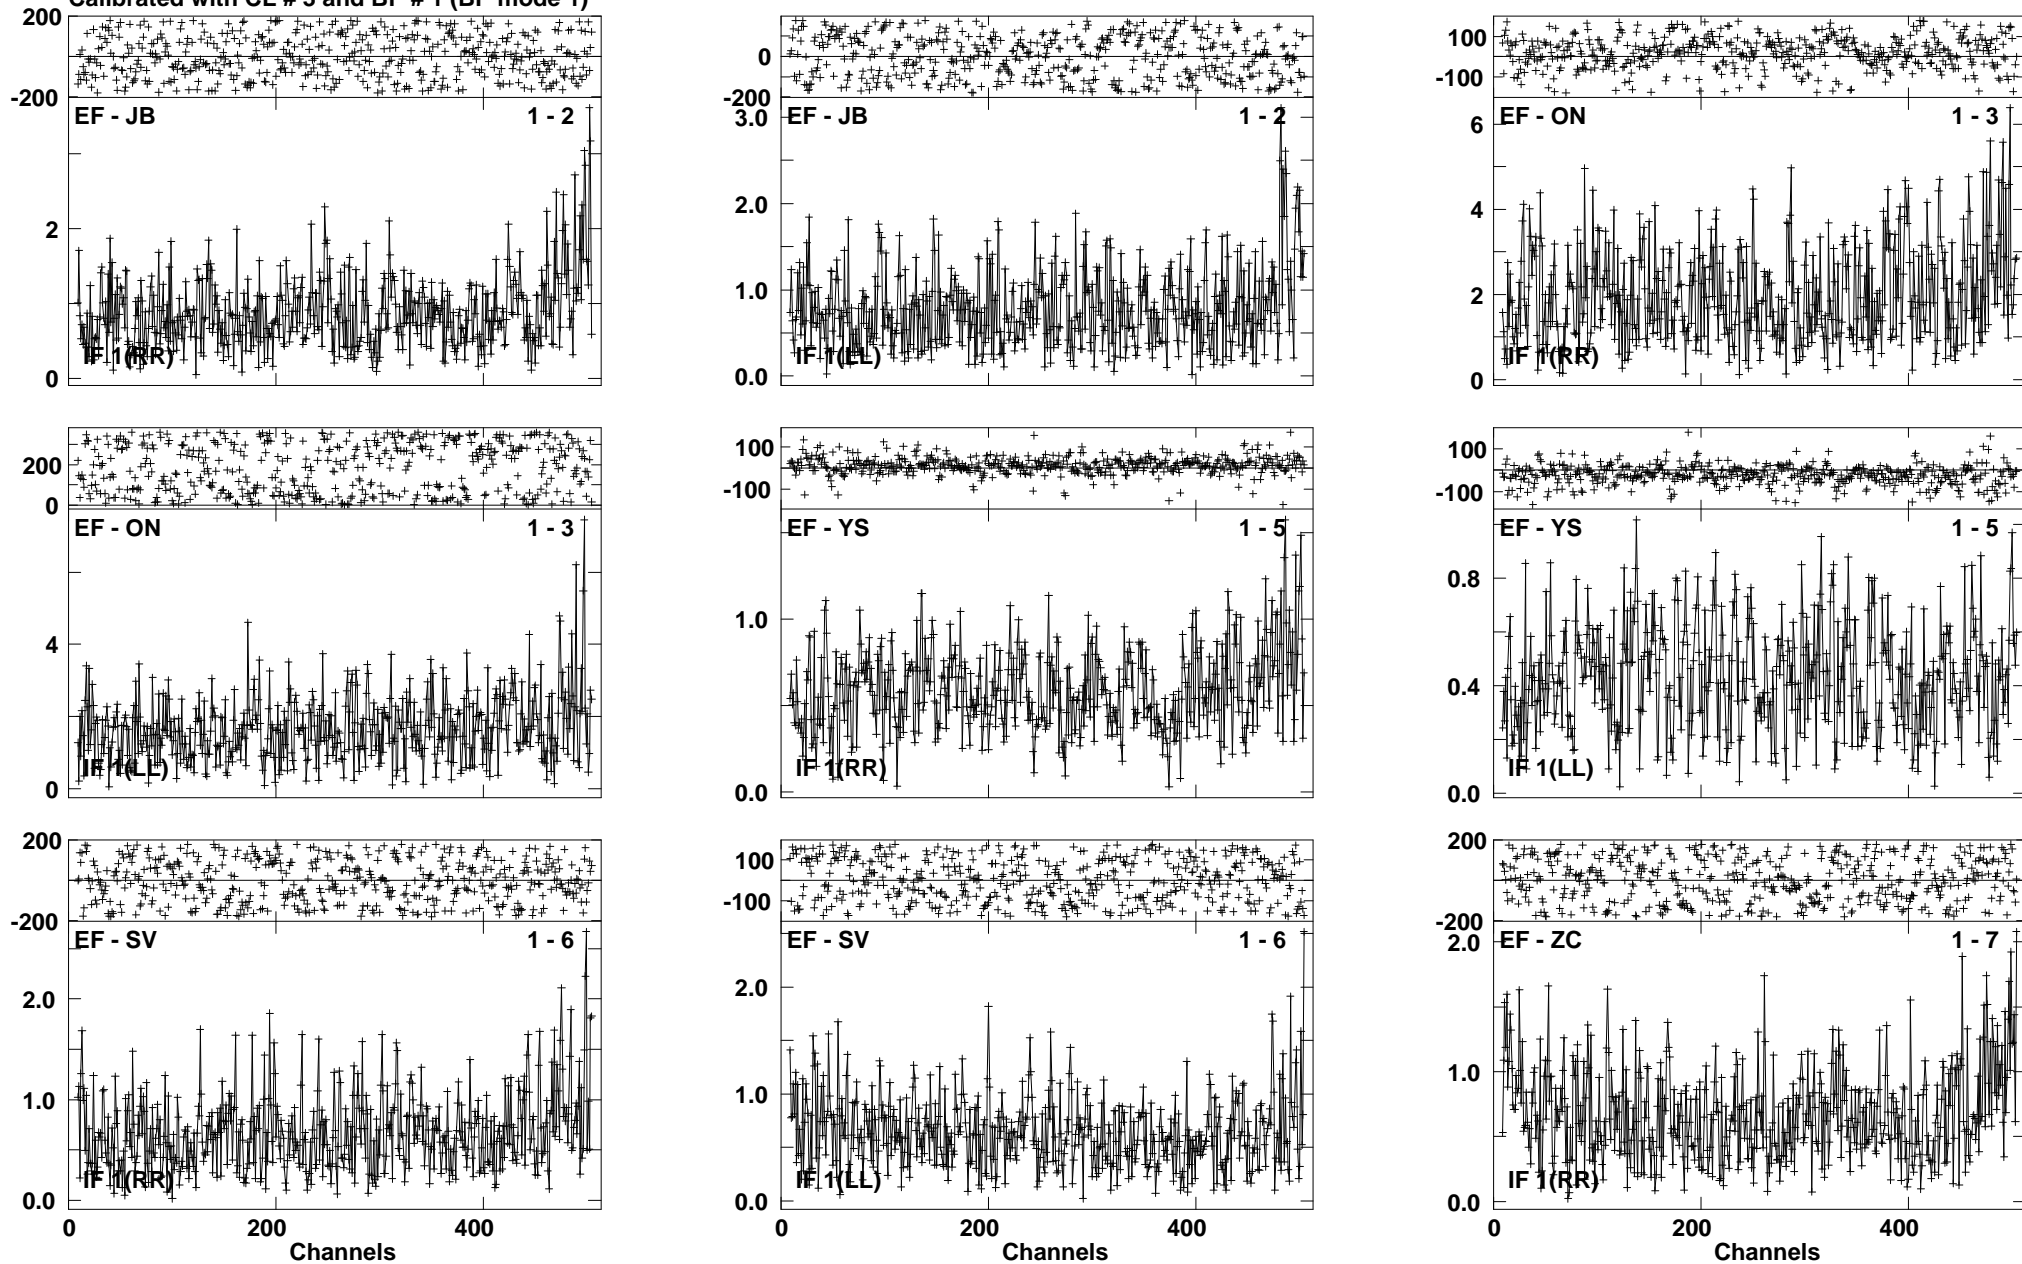 Calibrated with CL # 3 and BP # 1 (BP mode 1)
200
-200
EF - JB 1 - 2
2
0
IF 1(RR)
0
-200
EF - JB 1 - 2
3.0
2.0
1.0
0.0
IF 1(LL)
100
-100
EF - ON 1 - 3
6
4
2
0
IF 1(RR)
200
0
EF - ON 1 - 3
4
0
IF 1(LL)
100
-100
EF - YS 1 - 5
1.0
0.0
IF 1(RR)
100
-100
EF - YS 1 - 5
0.8
0.4
0.0
IF 1(LL)
200
-200
EF - SV 1 - 6
2.0
1.0
0.0
IF 1(RR)
0 200 400
Channels
100
-100
EF - SV 1 - 6
2.0
1.0
0.0
IF 1(LL)
0 200 400
Channels
200
-200
EF - ZC 1 - 7
2.0
1.0
0.0
IF 1(RR)
0 200 400
Channels